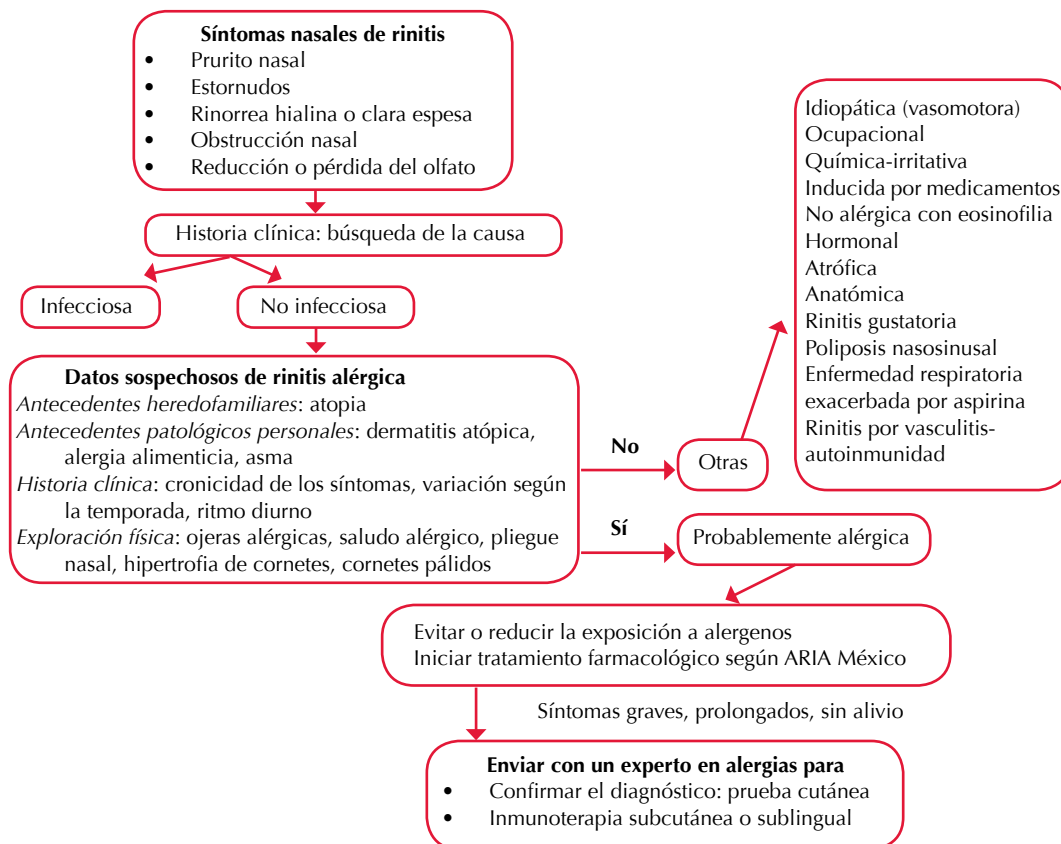 Síntomas nasales de rinitis
• Prurito nasal
• Estornudos
• Rinorrea hialina o clara espesa
• Obstrucción nasal
• Reducción o pérdida del olfato
Historia clínica: búsqueda de la causa
Infecciosa
No infecciosa
Datos sospechosos de rinitis alérgica
Antecedentes heredofamiliares: atopia
Antecedentes patológicos personales: dermatitis atópica,
alergia alimenticia, asma
Historia clínica: cronicidad de los síntomas, variación según
la temporada, ritmo diurno
Exploración física: ojeras alérgicas, saludo alérgico, pliegue
nasal, hipertrofia de cornetes, cornetes pálidos
No
Otras
Idiopática (vasomotora)
Ocupacional
Química-irritativa
Inducida por medicamentos
No alérgica con eosinofilia
Hormonal
Atrófica
Anatómica
Rinitis gustatoria
Poliposis nasosinusal
Enfermedad respiratoria
exacerbada por aspirina
Rinitis por vasculitis-
autoinmunidad
Sí
Probablemente alérgica
Evitar o reducir la exposición a alergenos
Iniciar tratamiento farmacológico según ARIA México
Síntomas graves, prolongados, sin alivio
Enviar con un experto en alergias para
• Confirmar el diagnóstico: prueba cutánea
• Inmunoterapia subcutánea o sublingual